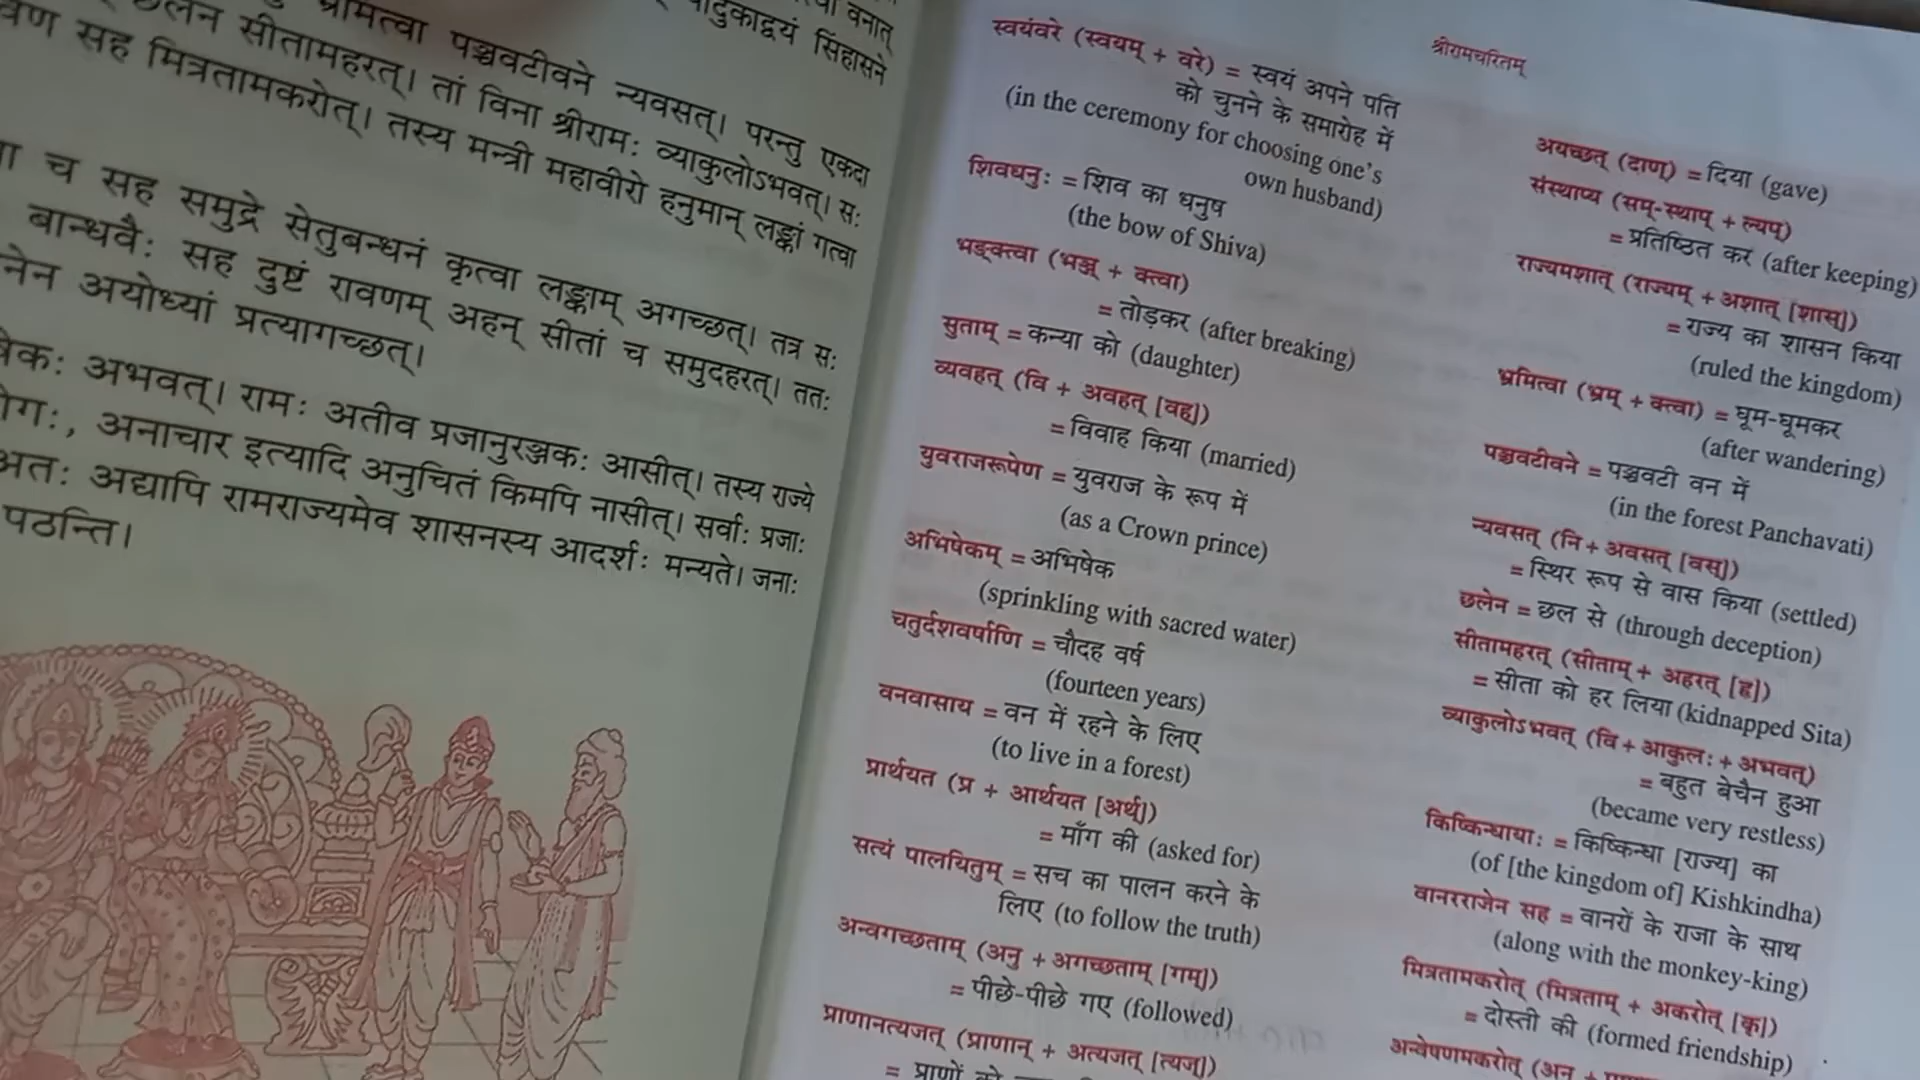 वनात्
पादुकाद्वयं सिंहासने
भ्रमित्वा पञ्चवटीवने न्यवसत्। परन्तु एकदा
छलेन सीतामहरत्। तां विना श्रीरामः व्याकुलोऽभवत्। सः
सह मित्रतामकरोत्। तस्य मन्त्री महावीरो हनुमान् लङ्कां गत्वा
च सह समुद्रे सेतुबन्धनं कृत्वा लङ्काम् अगच्छत्। तत्र सः
बान्धवैः सह दुष्टं रावणम् अहन् सीतां च समुदहरत्। ततः
अयोध्यां प्रत्यागच्छत्।
अभवत्। रामः अतीव प्रजानुरञ्जकः आसीत्। तस्य राज्ये
अनाचार इत्यादि अनुचितं किमपि नासीत्। सर्वाः प्रजाः
अतः अद्यापि रामराज्यमेव शासनस्य आदर्शः मन्यते। जनाः
पठन्ति।
श्रीरामचरितम्
स्वयंवरे (स्वयम् + वरे) = स्वयं अपने पति
को चुनने के समारोह में
(in the ceremony for choosing one's
own husband)
शिवधनुः = शिव का धनुष
(the bow of Shiva)
भङ्क्त्वा (भञ्ज् + क्त्वा)
= तोड़कर (after breaking)
सुताम् = कन्या को (daughter)
व्यवहत् (वि + अवहत् [वह्])
= विवाह किया (married)
युवराजरूपेण = युवराज के रूप में
(as a Crown prince)
अभिषेकम् = अभिषेक
(sprinkling with sacred water)
चतुर्दशवर्षाणि = चौदह वर्ष
(fourteen years)
वनवासाय = वन में रहने के लिए
(to live in a forest)
प्रार्थयत (प्र + आर्थयत [अर्थ्])
= माँग की (asked for)
सत्यं पालयितुम् = सच का पालन करने के
लिए (to follow the truth)
अन्वगच्छताम् (अनु + अगच्छताम् [गम्])
= पीछे-पीछे गए (followed)
प्राणानत्यजत् (प्राणान् + अत्यजत् [त्यज्])
= प्राणों को
अयच्छत् (दाण्) = दिया (gave)
संस्थाप्य (सम्-स्थाप् + ल्यप्)
= प्रतिष्ठित कर (after keeping)
राज्यमशात् (राज्यम् + अशात् [शास्])
= राज्य का शासन किया
(ruled the kingdom)
भ्रमित्वा (भ्रम् + क्त्वा) = घूम-घूमकर
(after wandering)
पञ्चवटीवने = पञ्चवटी वन में
(in the forest Panchavati)
न्यवसत् (नि + अवसत् [वस्])
= स्थिर रूप से वास किया (settled)
छलेन = छल से (through deception)
सीतामहरत् (सीताम् + अहरत् [हृ])
= सीता को हर लिया (kidnapped Sita)
व्याकुलोऽभवत् (वि + आकुलः + अभवत्)
= बहुत बेचैन हुआ
(became very restless)
किष्किन्धायाः = किष्किन्धा [राज्य] का
(of [the kingdom of] Kishkindha)
वानरराजेन सह = वानरों के राजा के साथ
(along with the monkey-king)
मित्रतामकरोत् (मित्रताम् + अकरोत् [कृ])
= दोस्ती की (formed friendship)
अन्वेषणमकरोत् (अनु +